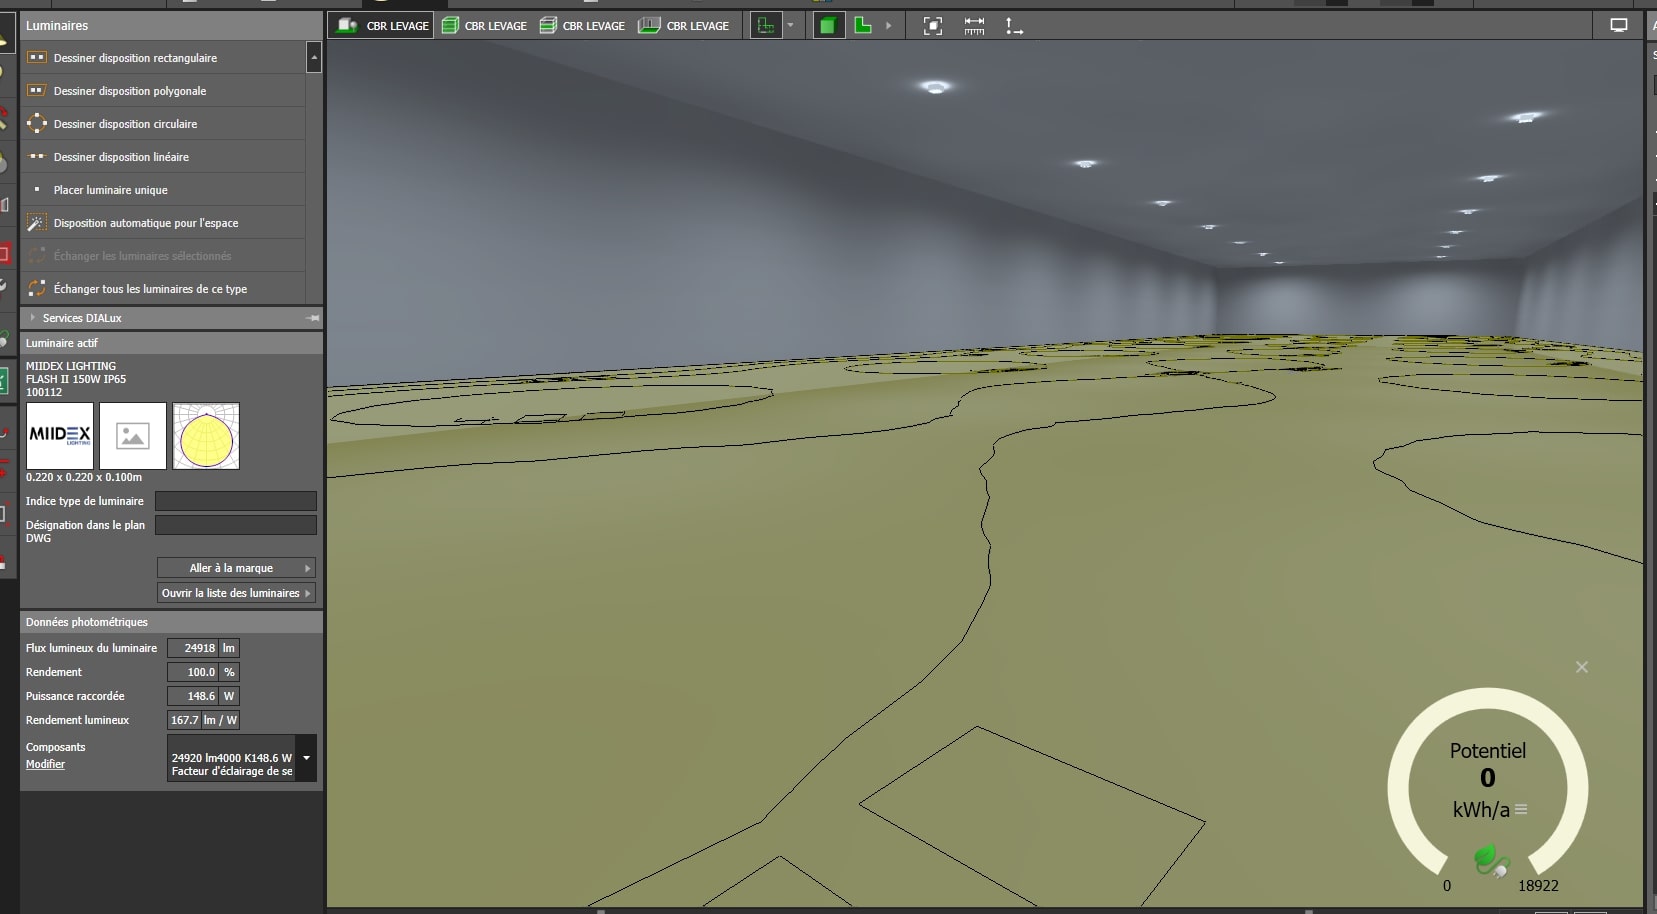 Luminaires
Dessiner disposition rectangulaire
Dessiner disposition polygonale
Dessiner disposition circulaire
Dessiner disposition linéaire
Placer luminaire unique
Disposition automatique pour l'espace
Échanger les luminaires sélectionnés
Échanger tous les luminaires de ce type
Services DIALux
Luminaire actif
MIIDEX LIGHTING
FLASH II 150W IP65
100112
MIIDEX
LIGHTING
0.220 x 0.220 x 0.100m
Indice type de luminaire
Désignation dans le plan
DWG
Aller à la marque
Ouvrir la liste des luminaires
Données photométriques
Flux lumineux du luminaire 24918 lm
Rendement 100.0 %
Puissance raccordée 148.6 W
Rendement lumineux 167.7 lm / W
Composants
Modifier
24920 lm4000 K148.6 W
Facteur d'éclairage de se
CBR LEVAGE CBR LEVAGE CBR LEVAGE CBR LEVAGE
Potentiel
0
kWh/a
0 18922